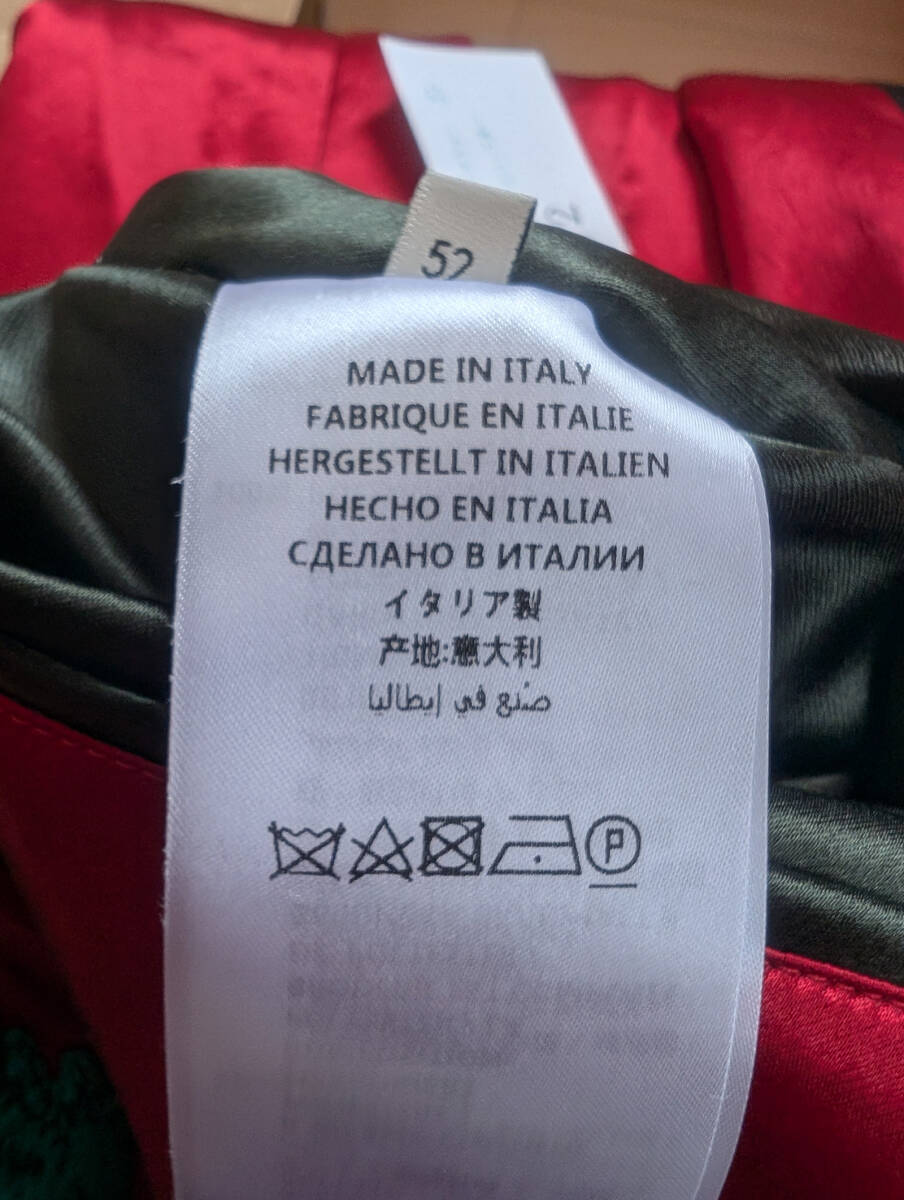 52
MADE IN ITALY
FABRIQUE EN ITALIE
HERGESTELLT IN ITALIEN
HECHO EN ITALIA
СДЕЛАНО В ИТАЛИИ
イタリア製
产地:意大利
صُنع في إيطاليا
P